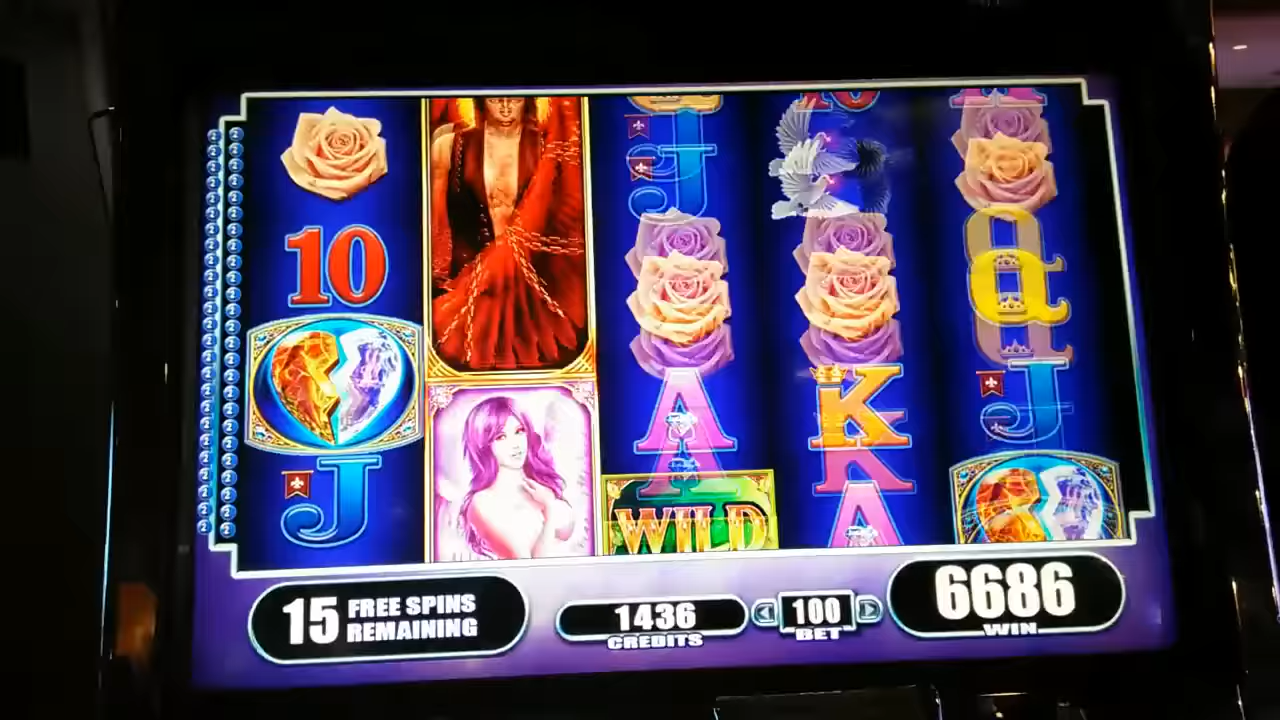 10
J
J
A
A
WILD
K
A
Q
J
15 FREE SPINS REMAINING
1436
CREDITS
100
BET
6686
WIN